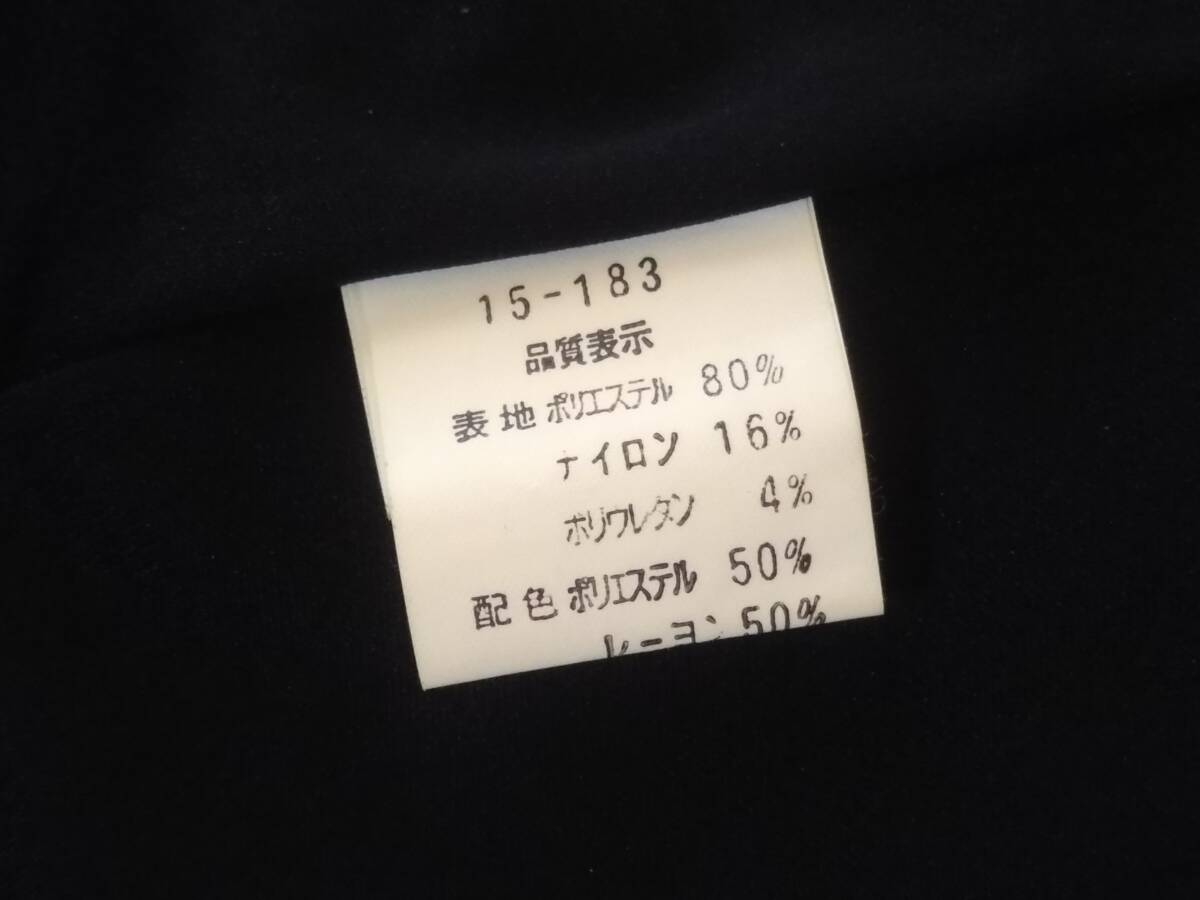 15-183
品質表示
表地 ポリエステル 80%
ナイロン 16%
ポリウレタン 4%
配色 ポリエステル 50%
レーヨン 50%